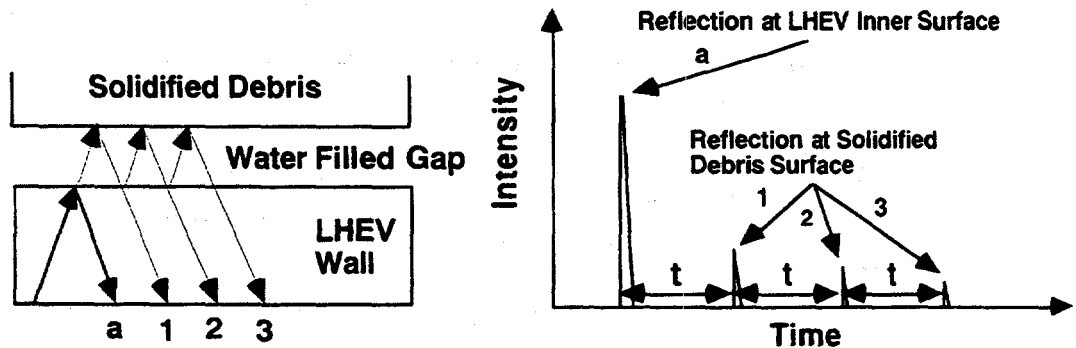 Solidified Debris
Water Filled Gap
LHEV
Wall
a 1 2 3
Reflection at LHEV Inner Surface
a
Intensity
Reflection at Solidified
Debris Surface
1
2
3
t t t
Time